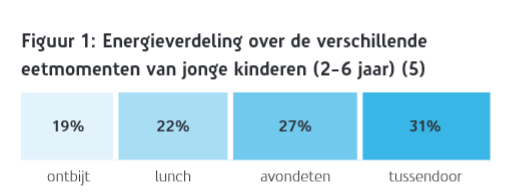 Figuur 1: Energieverdeling over de verschillende
eetmomenten van jonge kinderen (2-6 jaar) (5)
19% 22% 27% 31%
ontbijt lunch avondeten tussendoor